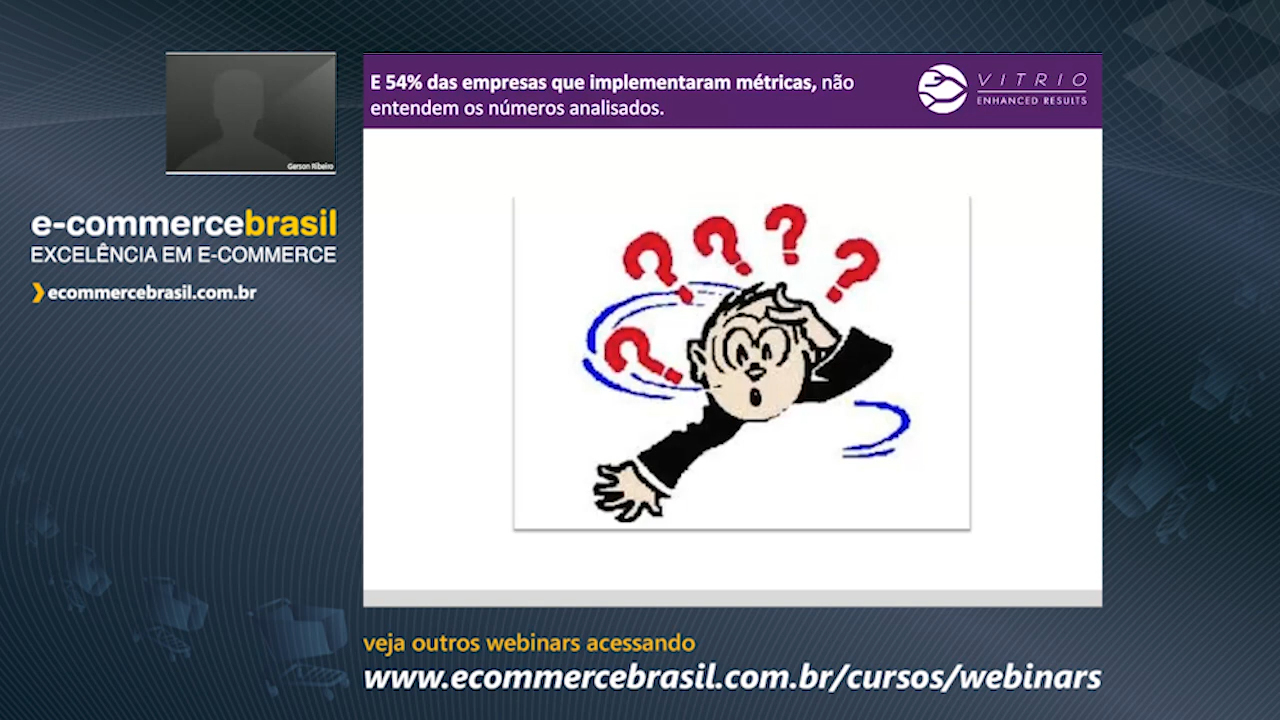 E 54% das empresas que implementaram métricas, não
entendem os números analisados.
VITRIO
ENHANCED RESULTS
Gerson Ribeiro
e-commercebrasil
EXCELÊNCIA EM E-COMMERCE
ecommercebrasil.com.br
? ? ? ? ?
veja outros webinars acessando
www.ecommercebrasil.com.br/cursos/webinars